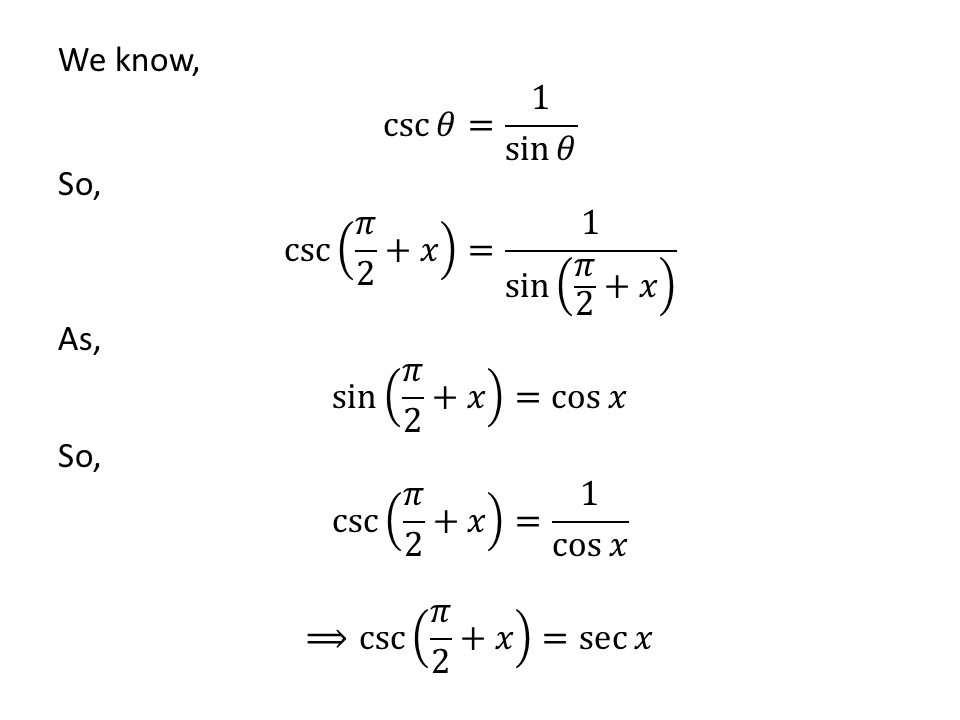 We know,
csc θ = 1/sin θ
So,
csc(π/2 + x) = 1/sin(π/2 + x)
As,
sin(π/2 + x) = cos x
So,
csc(π/2 + x) = 1/cos x
⟹ csc(π/2 + x) = sec x